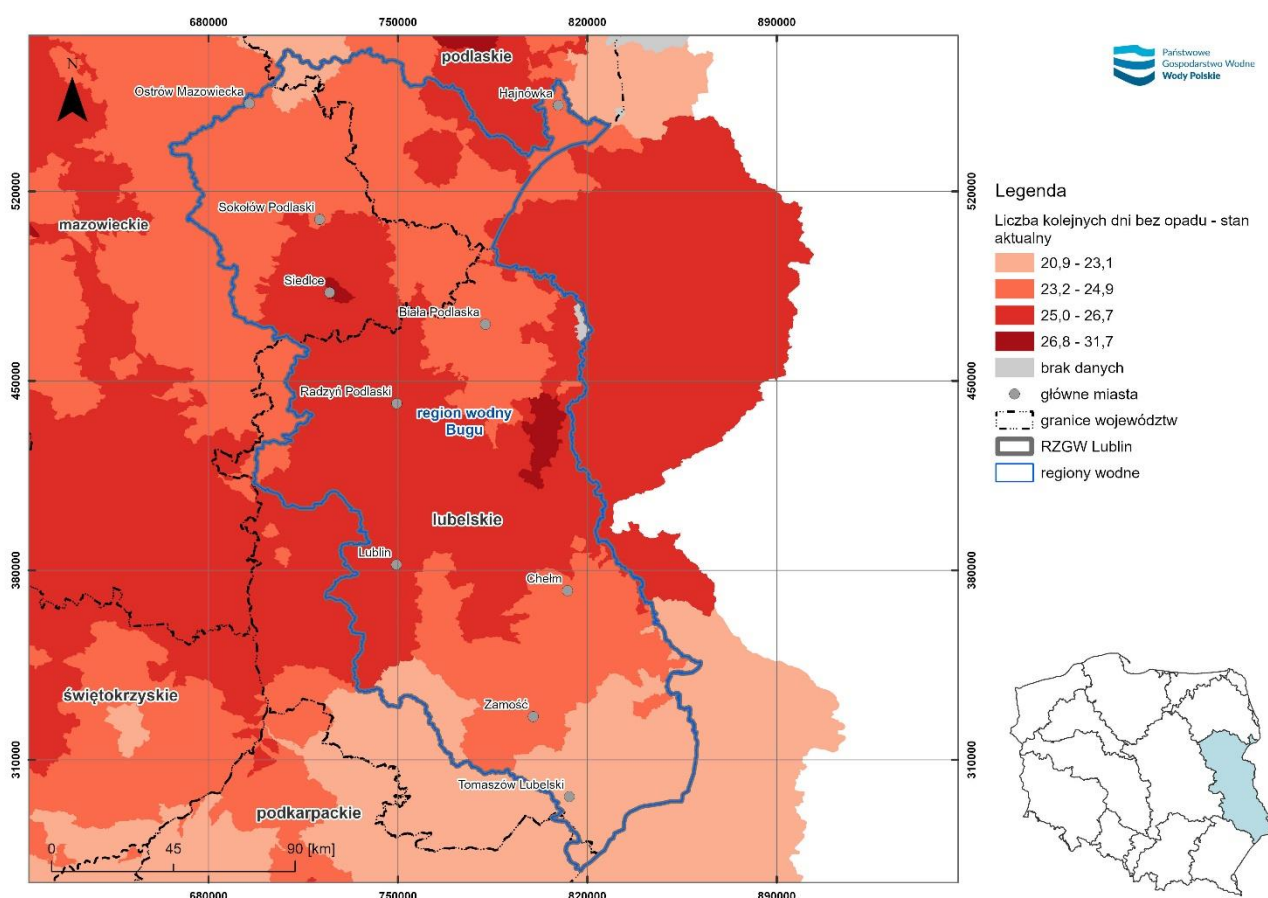 680000
750000
820000
890000
podlaskie
N
Ostrów Mazowiecka
Hajnówka
520000
520000
Sokołów Podlaski
mazowieckie
Siedlce
Biała Podlaska
450000
450000
Radzyń Podlaski
region wodny
Bugu
lubelskie
Lublin
380000
380000
Chełm
świętokrzyskie
Zamość
310000
310000
Tomaszów Lubelski
podkarpackie
0
45
90 [km]
680000
750000
820000
890000
Państwowe
Gospodarstwo Wodne
Wody Polskie
Legenda
Liczba kolejnych dni bez opadu - stan
aktualny
20,9 - 23,1
23,2 - 24,9
25,0 - 26,7
26,8 - 31,7
brak danych
główne miasta
granice województw
RZGW Lublin
regiony wodne